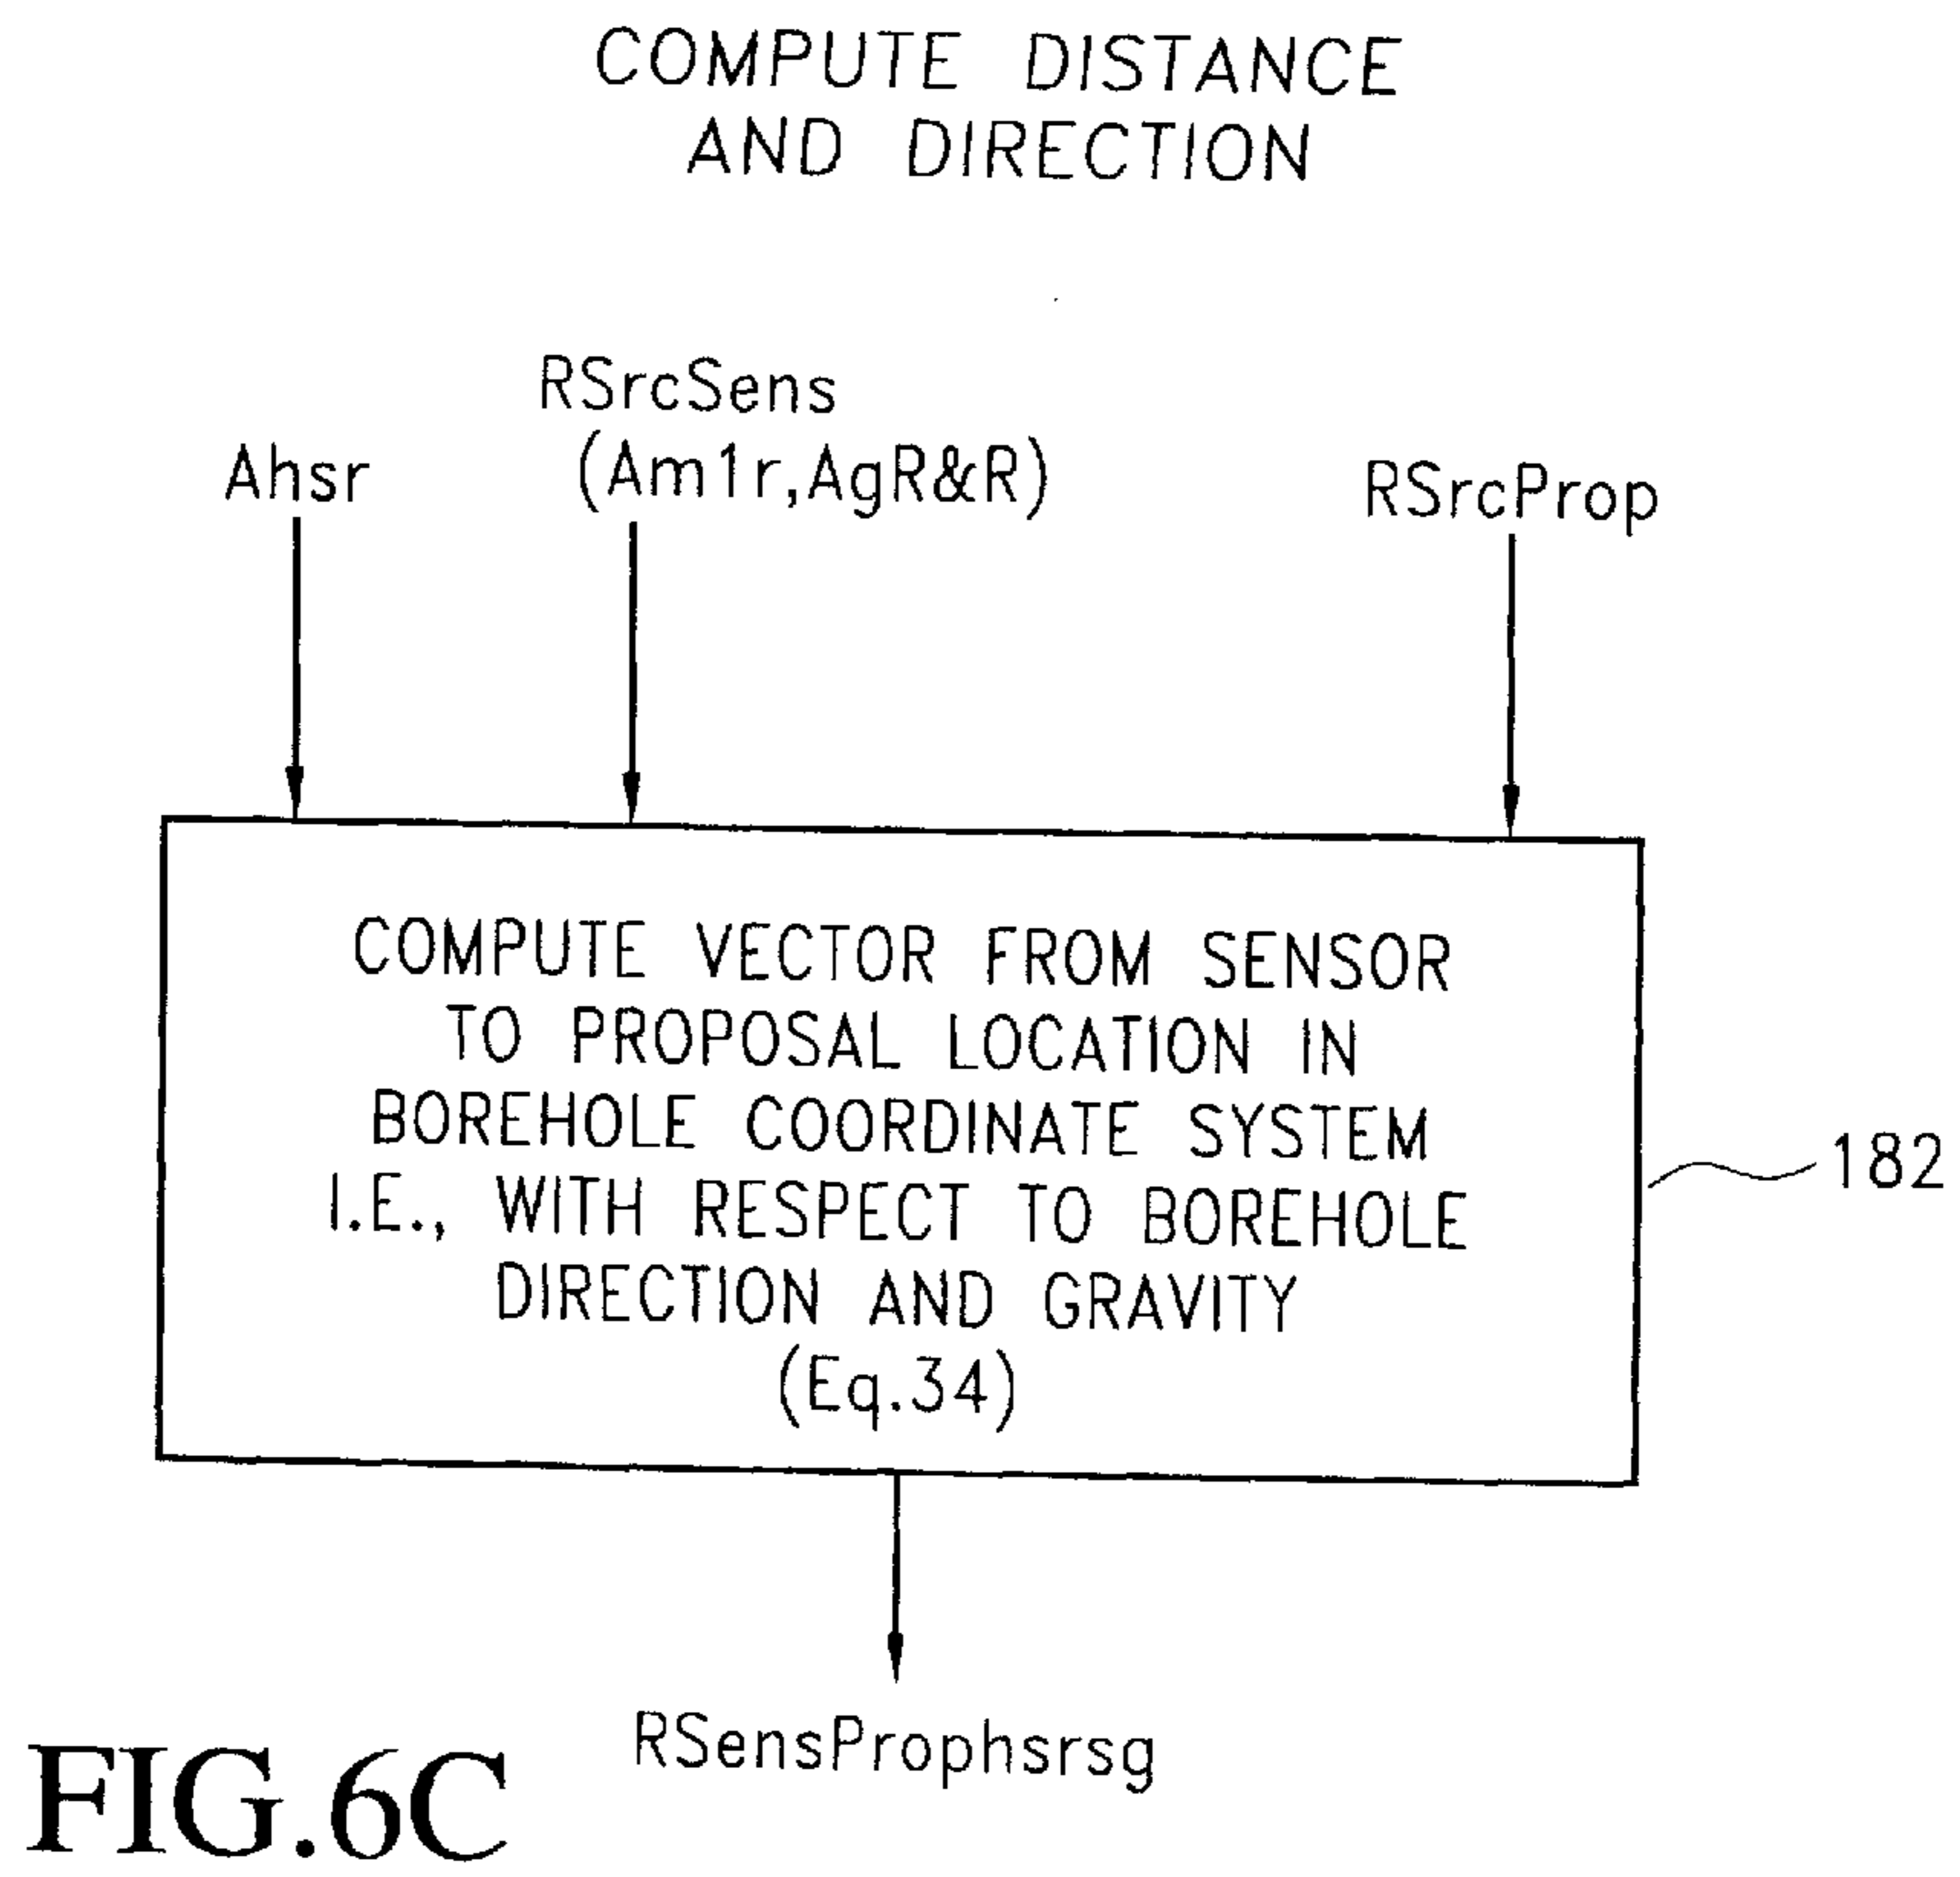 COMPUTE DISTANCE
AND DIRECTION
RSrcSens
Ahsr
(Am1r,AgR&R)
RSrcProp
COMPUTE VECTOR FROM SENSOR
TO PROPOSAL LOCATION IN
BOREHOLE COORDINATE SYSTEM
I.E., WITH RESPECT TO BOREHOLE
DIRECTION AND GRAVITY
(Eq.34)
182
RSensProphsrsg
FIG.6C